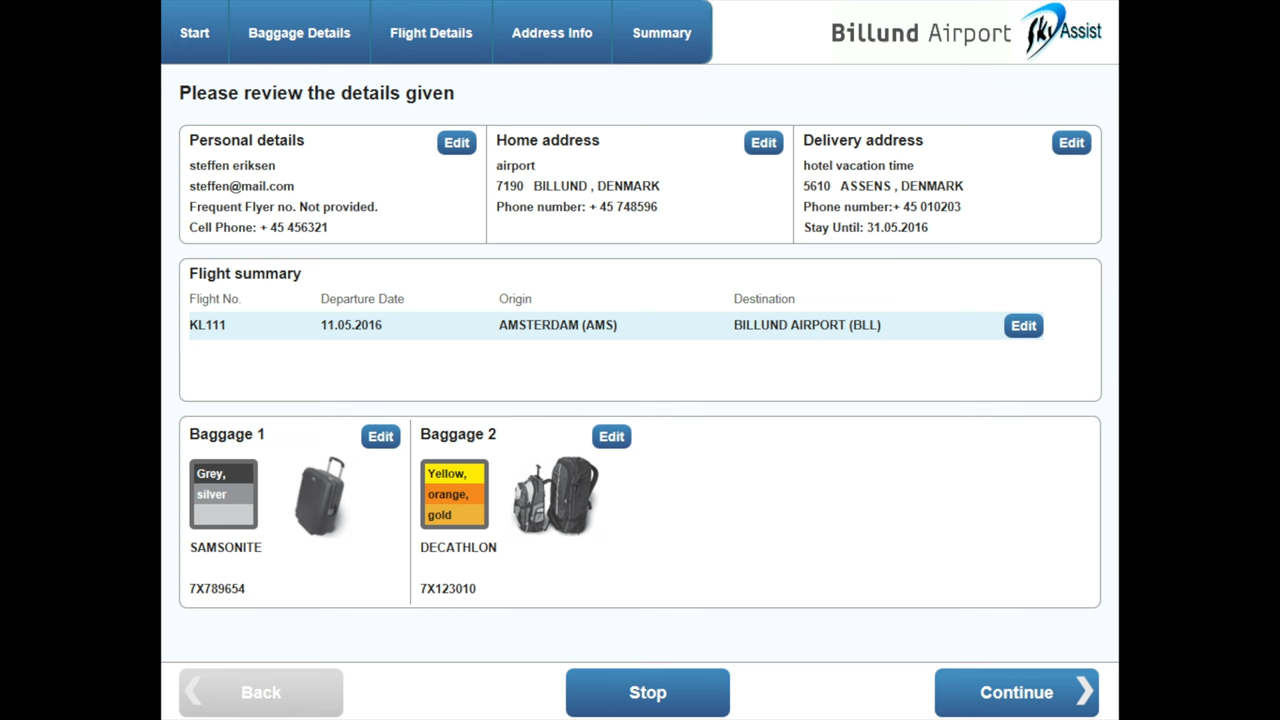 Start Baggage Details Flight Details Address Info Summary
Billund Airport Sky Assist
Please review the details given
Personal details Edit
steffen eriksen
steffen@mail.com
Frequent Flyer no. Not provided.
Cell Phone: + 45 456321
Home address Edit
airport
7190 BILLUND , DENMARK
Phone number: + 45 748596
Delivery address Edit
hotel vacation time
5610 ASSENS , DENMARK
Phone number:+ 45 010203
Stay Until: 31.05.2016
Flight summary
Flight No. Departure Date Origin Destination
KL111 11.05.2016 AMSTERDAM (AMS) BILLUND AIRPORT (BLL) Edit
Baggage 1 Edit
Grey,
silver
SAMSONITE
7X789654
Baggage 2 Edit
Yellow,
orange,
gold
DECATHLON
7X123010
Back Stop Continue